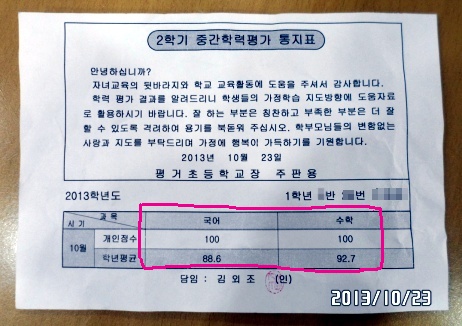 2학기 중간학력평가 통지표
안녕하십니까?
자녀교육의 뒷바라지와 학교 교육활동에 도움을 주셔서 감사합니다.
학력 평가 결과를 알려드리니 학생들의 가정학습 지도방향에 도움자료
로 활용하시기 바랍니다. 잘 하는 부분은 칭찬하고 부족한 부분은 더 잘
할 수 있도록 격려하여 용기를 북돋워 주십시오. 학부모님들의 변함없는
사랑과 지도를 부탁드리며 가정에 행복이 가득하기를 기원합니다.
2013년 10월 23일
평거초등학교장 주판용
2013학년도 1학년 반 번
과목 국어 수학
시기
10월 개인점수 100 100
학년평균 88.6 92.7
담임 : 김외조 (인)
2013/10/23